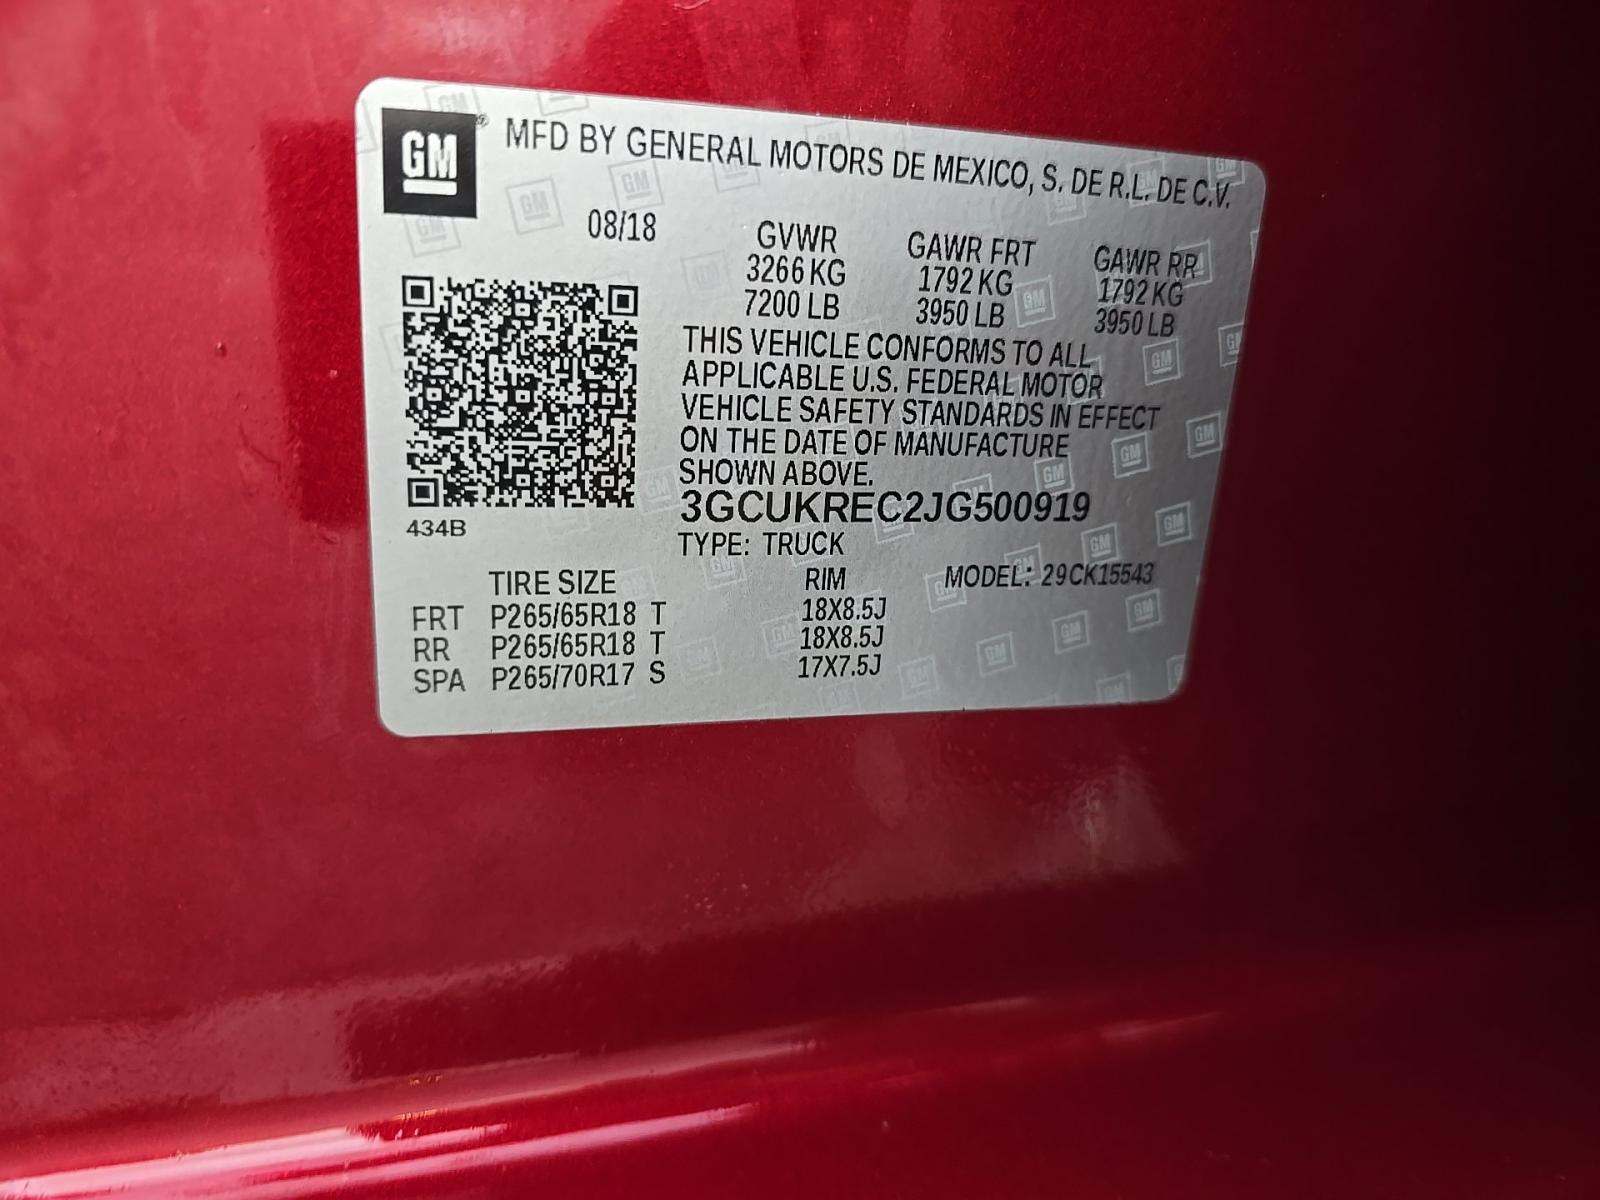 GM
MFD BY GENERAL MOTORS DE MEXICO, S. DE R.L. DE C.V.
08/18
GVWR GAWR FRT GAWR RR
3266 KG 1792 KG 1792 KG
7200 LB 3950 LB 3950 LB
THIS VEHICLE CONFORMS TO ALL
APPLICABLE U.S. FEDERAL MOTOR
VEHICLE SAFETY STANDARDS IN EFFECT
ON THE DATE OF MANUFACTURE
SHOWN ABOVE.
3GCUKREC2JG500919
434B
TYPE: TRUCK
TIRE SIZE RIM MODEL: 29CK15543
FRT P265/65R18 T 18X8.5J
RR P265/65R18 T 18X8.5J
SPA P265/70R17 S 17X7.5J